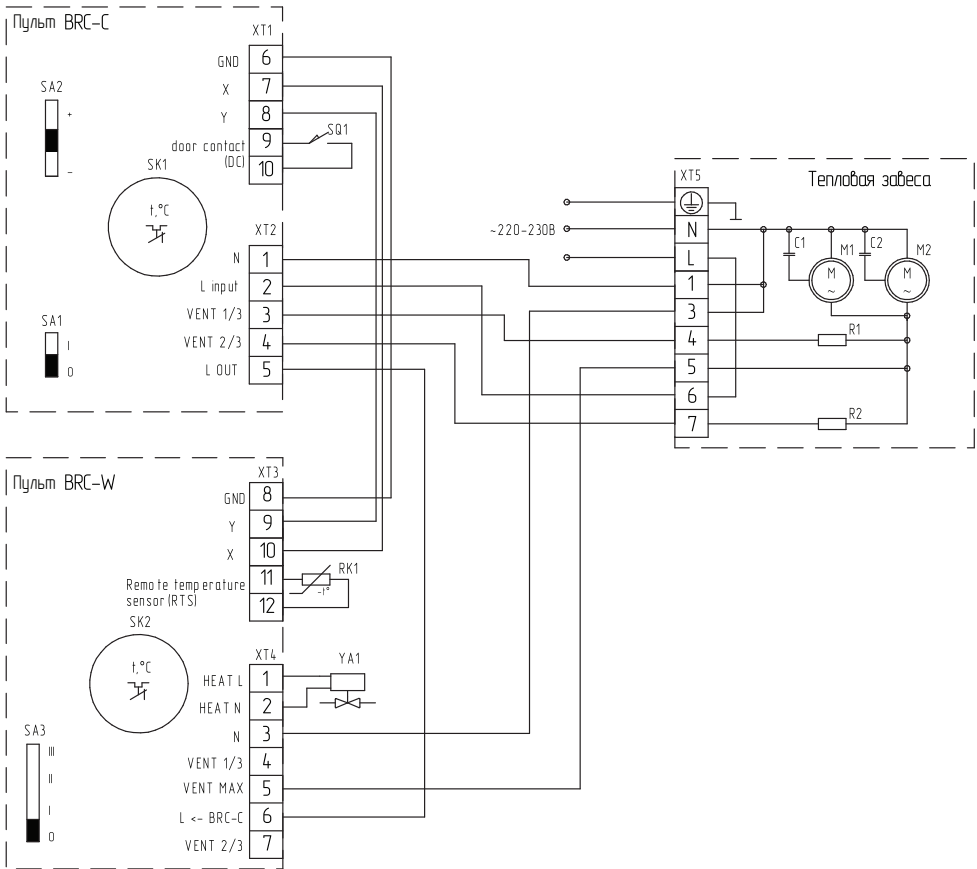 Пульт BRC-C
XT1
GND 6
X 7
Y 8
door contact 9
(DC) 10
SQ1
SA2
+
-
SK1
t,°C
XT2
N 1
L input 2
VENT 1/3 3
VENT 2/3 4
L OUT 5
SA1
I
0
XT5
Тепловая завеса
~220-230В
N
L
1
3
4
5
6
7
C1
M1
M
~
C2
M2
M
~
R1
R2
Пульт BRC-W
XT3
GND 8
Y 9
X 10
Remote temperature 11
sensor (RTS) 12
RK1
-t°
SK2
t,°C
XT4
HEAT L 1
HEAT N 2
N 3
VENT 1/3 4
VENT MAX 5
L <- BRC-C 6
VENT 2/3 7
YA1
SA3
III
II
I
0